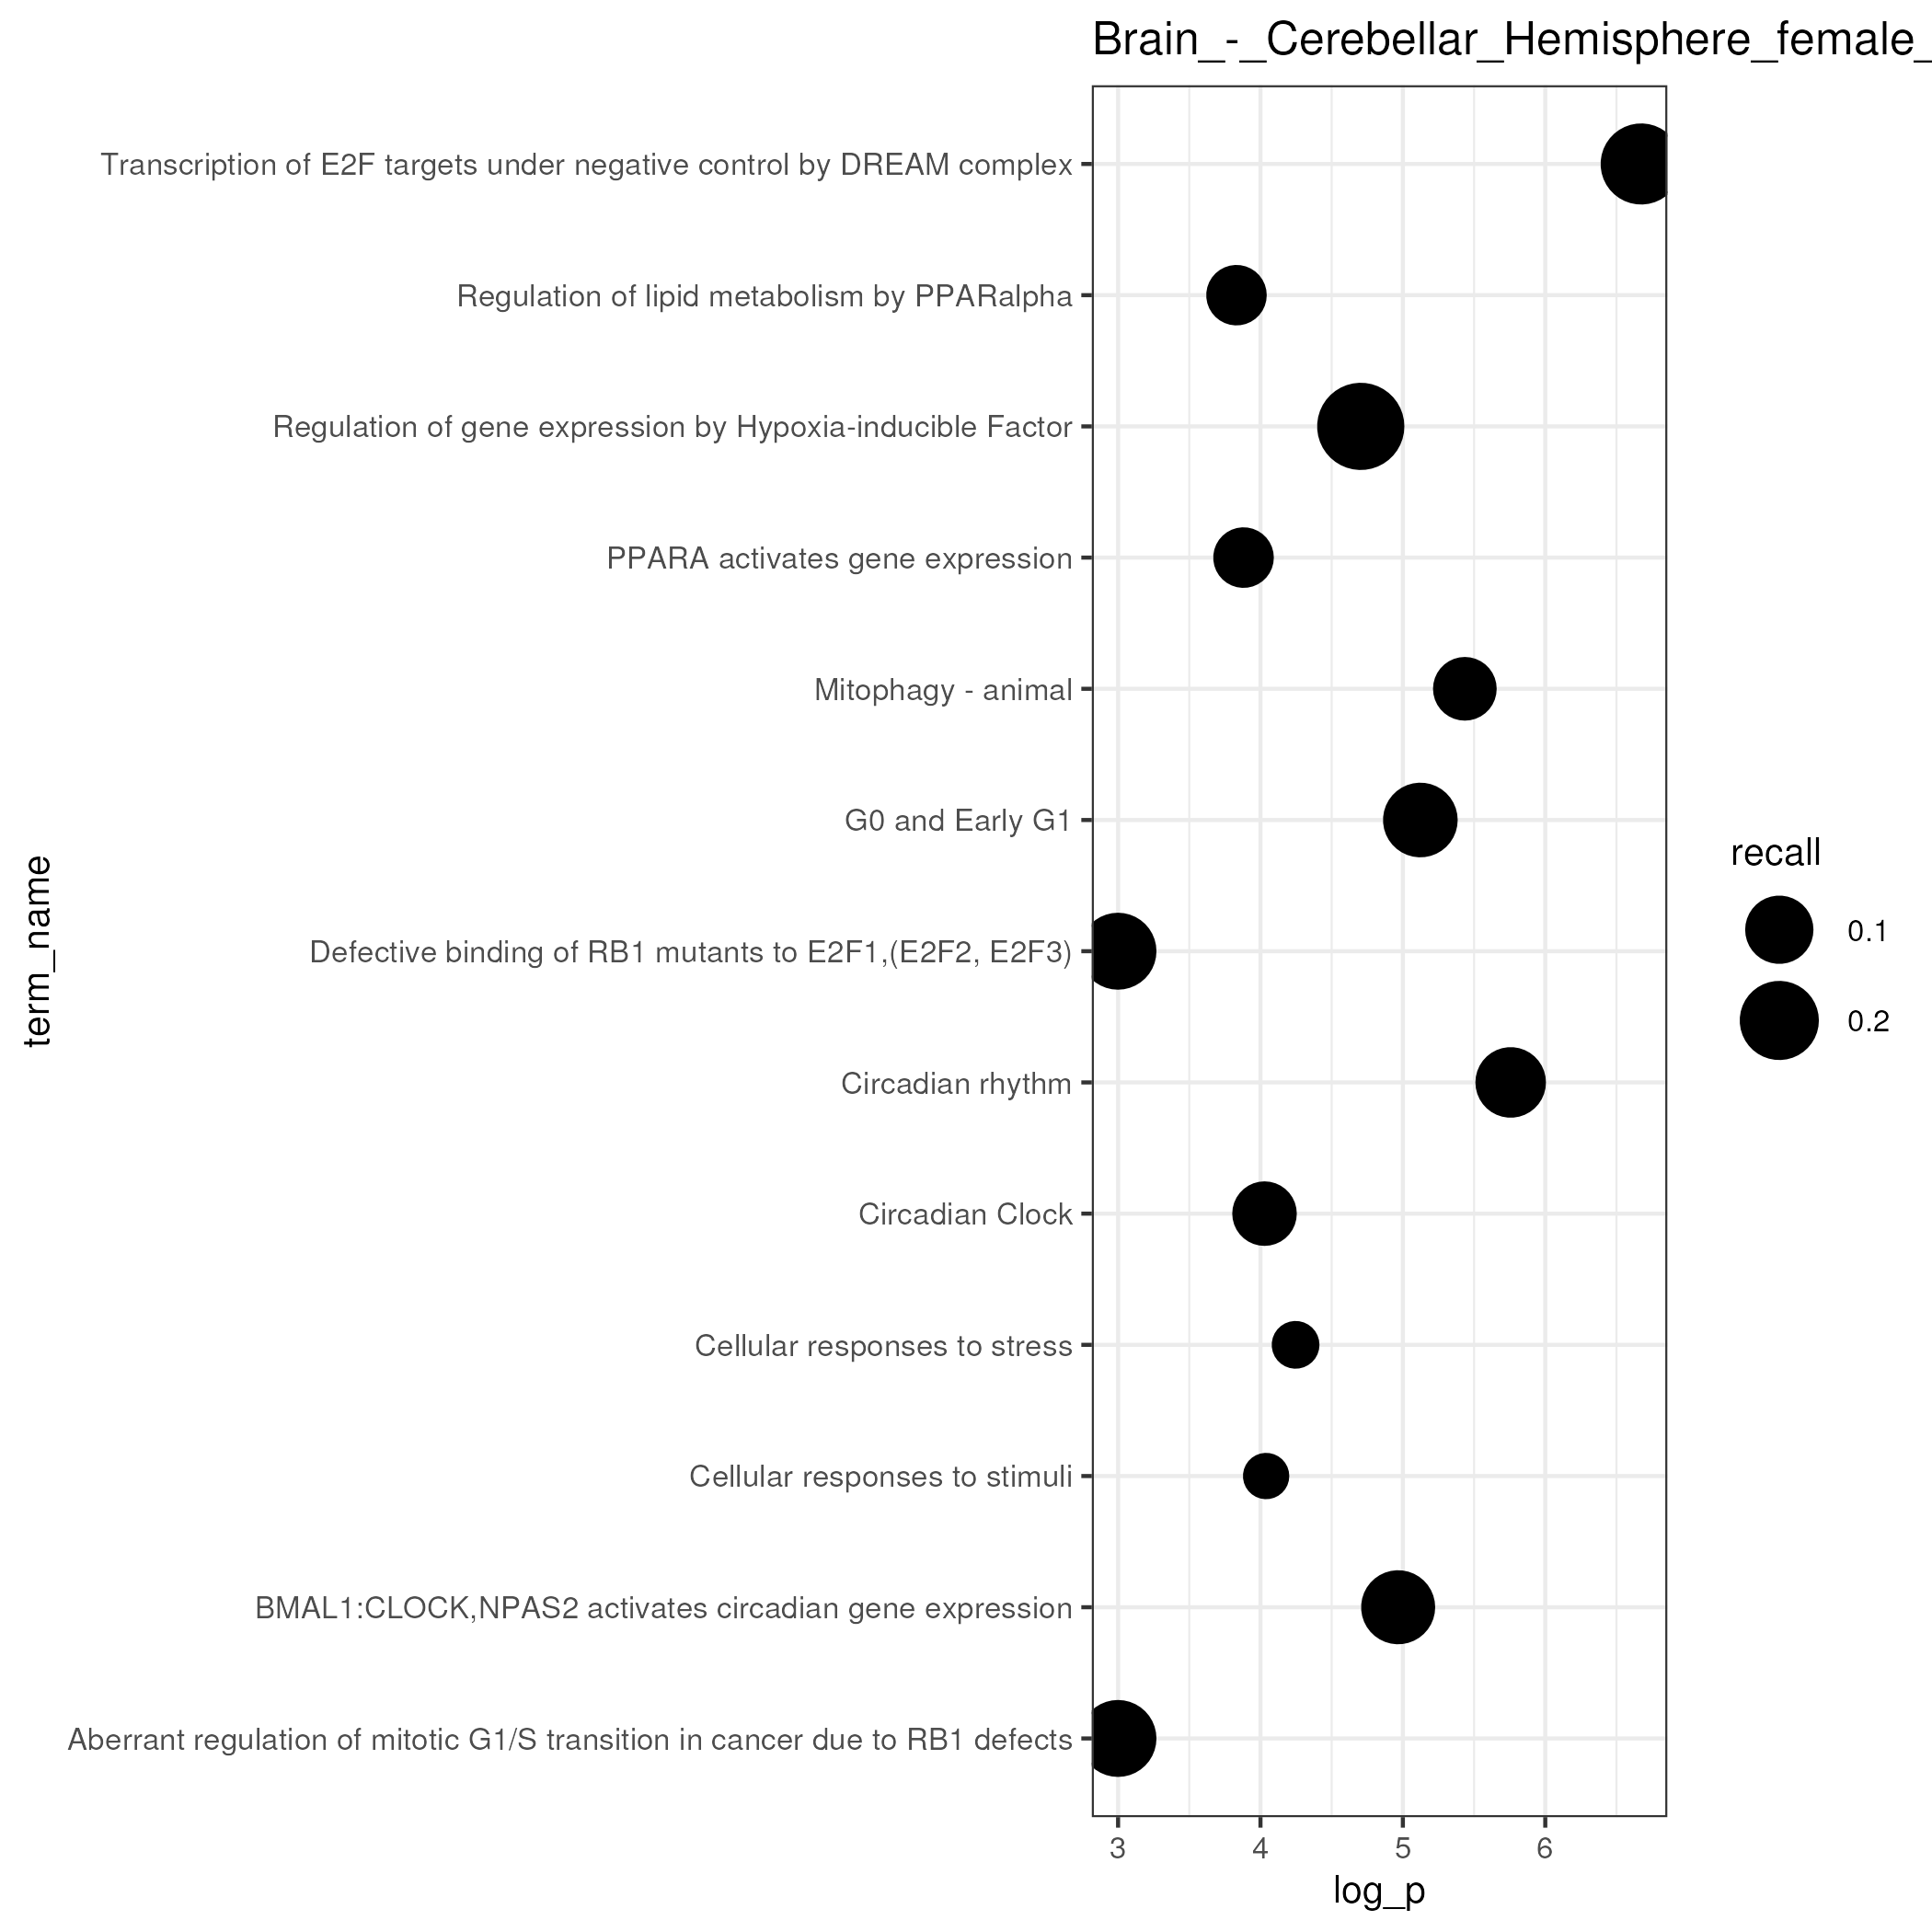 Brain_-_Cerebellar_Hemisphere_female_
Transcription of E2F targets under negative control by DREAM complex
Regulation of lipid metabolism by PPARalpha
Regulation of gene expression by Hypoxia-inducible Factor
PPARA activates gene expression
Mitophagy - animal
G0 and Early G1
Defective binding of RB1 mutants to E2F1,(E2F2, E2F3)
Circadian rhythm
Circadian Clock
Cellular responses to stress
Cellular responses to stimuli
BMAL1:CLOCK,NPAS2 activates circadian gene expression
Aberrant regulation of mitotic G1/S transition in cancer due to RB1 defects
term_name
3 4 5 6
log_p
recall
0.1
0.2